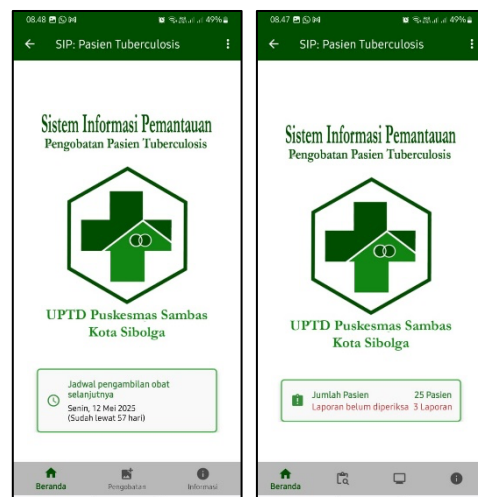 08.48
49%
SIP: Pasien Tuberculosis
Sistem Informasi Pemantauan
Pengobatan Pasien Tuberculosis
UPTD Puskesmas Sambas
Kota Sibolga
Jadwal pengambilan obat
selanjutnya
Senin, 12 Mei 2025
(Sudah lewat 57 hari)
Beranda
Pengobatan
Informasi
08.47
49%
SIP: Pasien Tuberculosis
Sistem Informasi Pemantauan
Pengobatan Pasien Tuberculosis
UPTD Puskesmas Sambas
Kota Sibolga
Jumlah Pasien 25 Pasien
Laporan belum diperiksa 3 Laporan
Beranda